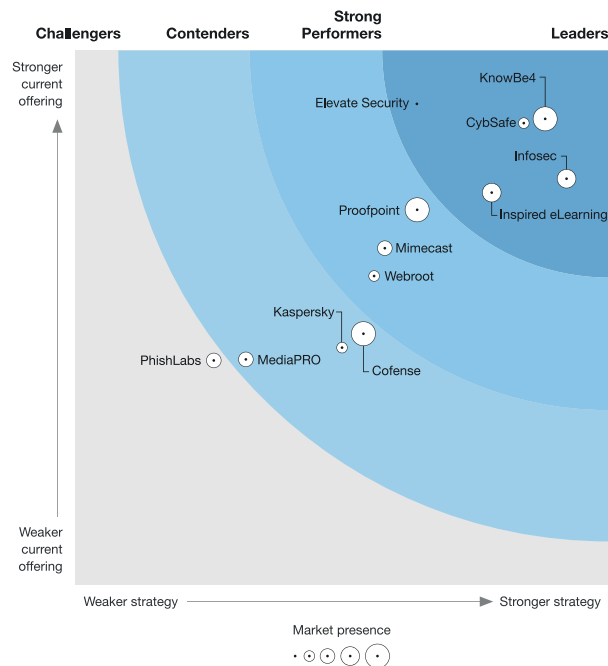 Challengers
Contenders
Strong
Performers
Leaders
Stronger
current
offering
KnowBe4
Elevate Security
CybSafe
Infosec
Proofpoint
Inspired eLearning
Mimecast
Webroot
Kaspersky
PhishLabs
MediaPRO
Cofense
Weaker
current
offering
Weaker strategy
Stronger strategy
Market presence